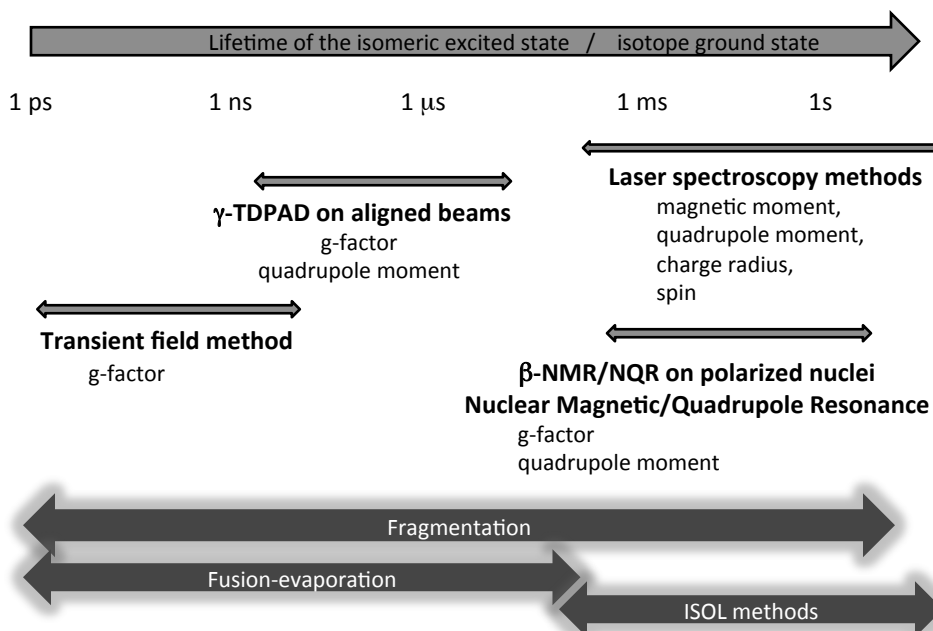 Lifetime of the isomeric excited state / isotope ground state
1 ps 1 ns 1 μs 1 ms 1s
Laser spectroscopy methods
magnetic moment,
quadrupole moment,
charge radius,
spin
γ-TDPAD on aligned beams
g-factor
quadrupole moment
Transient field method
g-factor
β-NMR/NQR on polarized nuclei
Nuclear Magnetic/Quadrupole Resonance
g-factor
quadrupole moment
Fragmentation
Fusion-evaporation
ISOL methods